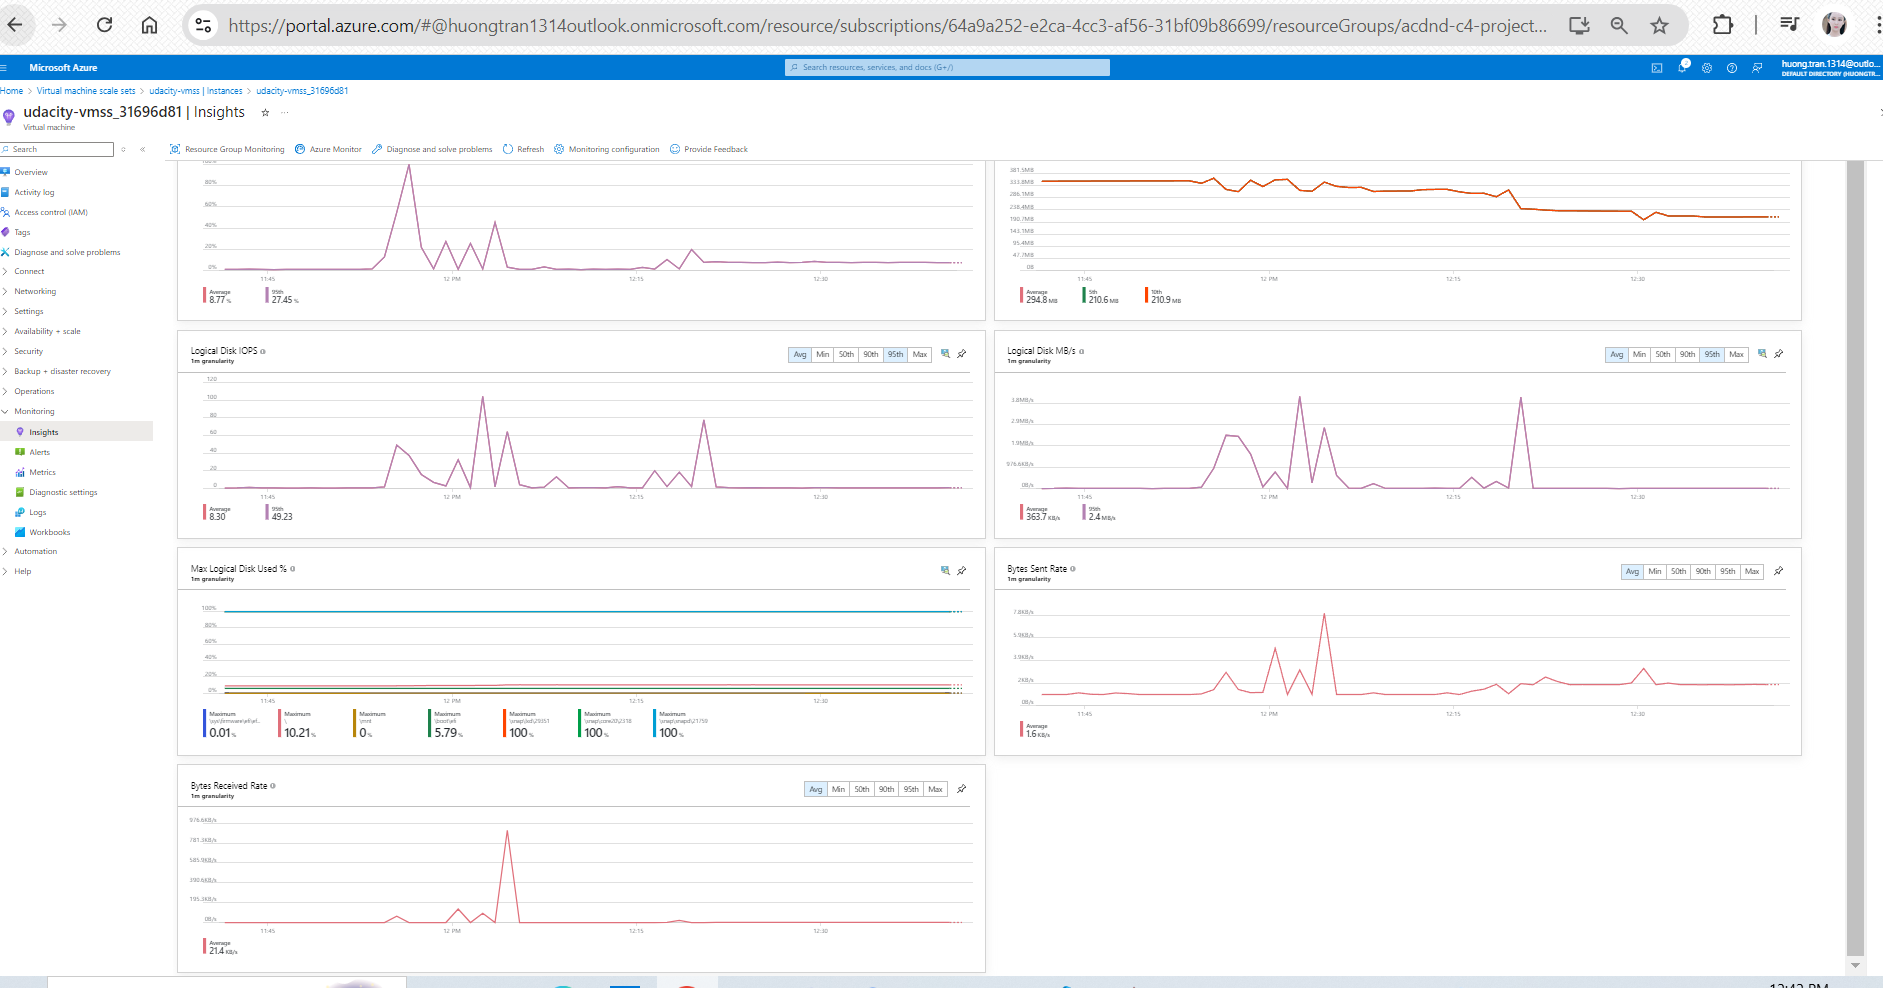 https://portal.azure.com/#@huongtran1314outlook.onmicrosoft.com/resource/subscriptions/64a9a252-e2ca-4cc3-af56-31bf09b86699/resourceGroups/acdnd-c4-project...
Microsoft Azure
Search resources, services, and docs (G+/)
2
huong.tran.1314@outlo...
DEFAULT DIRECTORY (HUONGTR...
Home > Virtual machine scale sets > udacity-vmss | Instances > udacity-vmss_31696d81
udacity-vmss_31696d81 | Insights
Virtual machine
Search
Resource Group Monitoring
Azure Monitor
Diagnose and solve problems
Refresh
Monitoring configuration
Provide Feedback
Overview
Activity log
Access control (IAM)
Tags
Diagnose and solve problems
Connect
Networking
Settings
Availability + scale
Security
Backup + disaster recovery
Operations
Monitoring
Insights
Alerts
Metrics
Diagnostic settings
Logs
Workbooks
Automation
Help
100%
80%
60%
40%
20%
0%
11:45 12 PM 12:15 12:30
Average 95th
8.77 % 27.45 %
381.5MB
333.8MB
286.1MB
238.4MB
190.7MB
143.1MB
95.4MB
47.7MB
0B
11:45 12 PM 12:15 12:30
Average 5th 10th
294.8 MB 210.6 MB 210.9 MB
Logical Disk IOPS
1m granularity
Avg Min 50th 90th 95th Max
120
100
80
60
40
20
0
11:45 12 PM 12:15 12:30
Average 95th
8.30 49.23
Logical Disk MB/s
1m granularity
Avg Min 50th 90th 95th Max
3.8MB/s
2.9MB/s
1.9MB/s
976.6KB/s
0B/s
11:45 12 PM 12:15 12:30
Average 95th
363.7 KB/s 2.4 MB/s
Max Logical Disk Used %
1m granularity
100%
80%
60%
40%
20%
0%
11:45 12 PM 12:15 12:30
Maximum Maximum Maximum Maximum Maximum Maximum Maximum
\sys\firmware\efi\ef... \ \mnt \boot\efi \snap\lxd\29351 \snap\core20\2318 \snap\snapd\21759
0.01 % 10.21 % 0 % 5.79 % 100 % 100 % 100 %
Bytes Sent Rate
1m granularity
Avg Min 50th 90th 95th Max
7.8KB/s
5.9KB/s
3.9KB/s
2KB/s
0B/s
11:45 12 PM 12:15 12:30
Average
1.6 KB/s
Bytes Received Rate
1m granularity
Avg Min 50th 90th 95th Max
976.6KB/s
781.3KB/s
585.9KB/s
390.6KB/s
195.3KB/s
0B/s
11:45 12 PM 12:15 12:30
Average
21.4 KB/s
12:42 PM